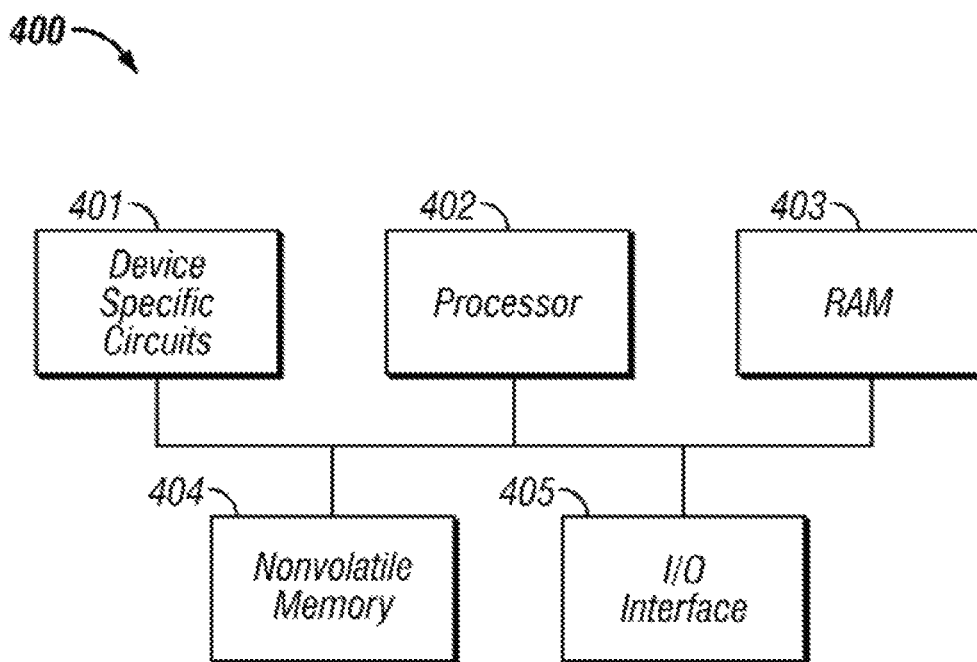 400
401
402
403
Device
Specific
Circuits
Processor
RAM
404
405
Nonvolatile
Memory
I/O
Interface